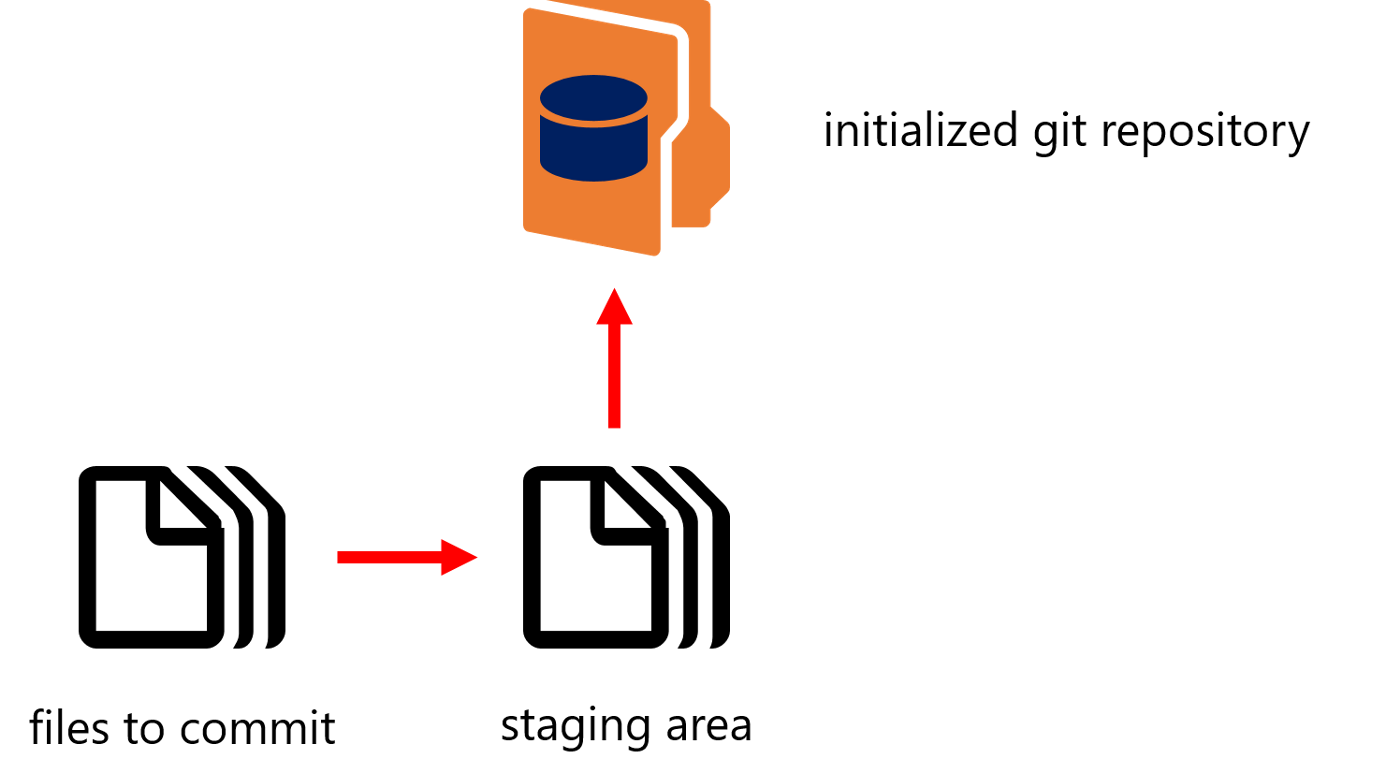 initialized git repository
files to commit
staging area